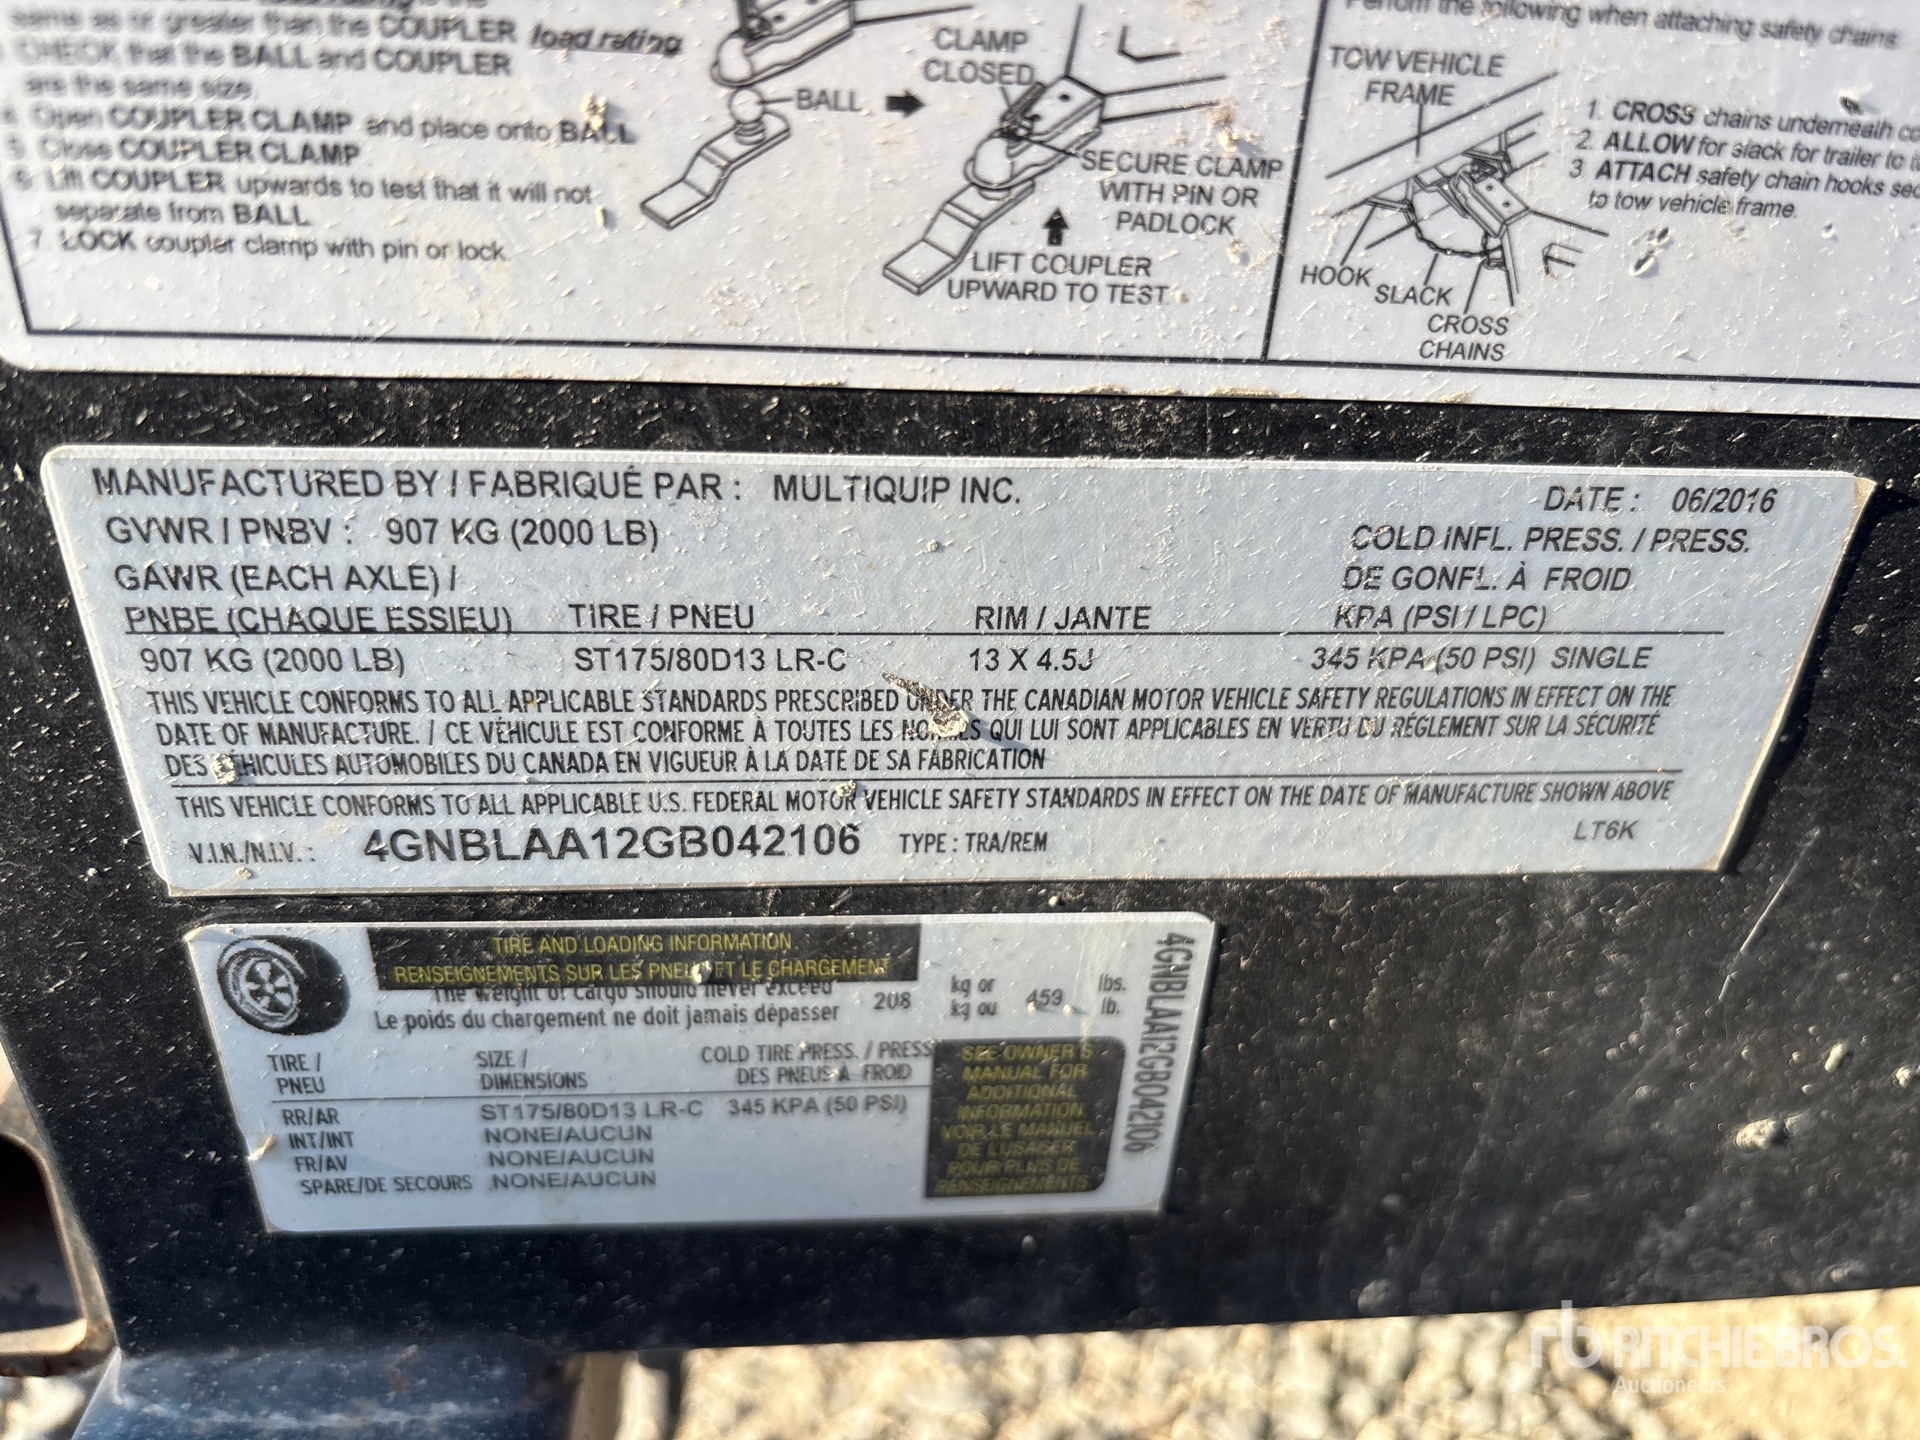 same as or greater than the COUPLER load rating
CHECK that the BALL and COUPLER
are the same size.
Open COUPLER CLAMP and place onto BALL
5. Close COUPLER CLAMP
6. Lift COUPLER upwards to test that it will not
separate from BALL
7. LOCK coupler clamp with pin or lock.
BALL
CLAMP
CLOSED
SECURE CLAMP
WITH PIN OR
PADLOCK
LIFT COUPLER
UPWARD TO TEST
Perform the following when attaching safety chains
TOW VEHICLE
FRAME
1. CROSS chains underneath
2. ALLOW for slack for trailer to
3 ATTACH safety chain hooks
to tow vehicle frame.
HOOK
SLACK
CROSS
CHAINS
MANUFACTURED BY / FABRIQUÉ PAR : MULTIQUIP INC. DATE : 06/2016
GVWR / PNBV : 907 KG (2000 LB) COLD INFL. PRESS. / PRESS.
GAWR (EACH AXLE) / DE GONFL. À FROID
PNBE (CHAQUE ESSIEU) TIRE / PNEU RIM / JANTE KPA (PSI / LPC)
907 KG (2000 LB) ST175/80D13 LR-C 13 X 4.5J 345 KPA (50 PSI) SINGLE
THIS VEHICLE CONFORMS TO ALL APPLICABLE STANDARDS PRESCRIBED UNDER THE CANADIAN MOTOR VEHICLE SAFETY REGULATIONS IN EFFECT ON THE
DATE OF MANUFACTURE. / CE VÉHICULE EST CONFORME À TOUTES LES NORMES QUI LUI SONT APPLICABLES EN VERTU DU RÉGLEMENT SUR LA SÉCURITÉ
DES VÉHICULES AUTOMOBILES DU CANADA EN VIGUEUR À LA DATE DE SA FABRICATION
THIS VEHICLE CONFORMS TO ALL APPLICABLE U.S. FEDERAL MOTOR VEHICLE SAFETY STANDARDS IN EFFECT ON THE DATE OF MANUFACTURE SHOWN ABOVE
V.I.N./N.I.V. : 4GNBLAA12GB042106 TYPE : TRA/REM LT6K
TIRE AND LOADING INFORMATION
RENSEIGNEMENTS SUR LES PNEUS ET LE CHARGEMENT
The weight of cargo should never exceed
Le poids du chargement ne doit jamais dépasser 208 kg or
kg ou 459 lbs.
lb.
TIRE /
PNEU
SIZE /
DIMENSIONS
COLD TIRE PRESS. / PRESS
DES PNEUS À FROID
RR/AR ST175/80D13 LR-C 345 KPA (50 PSI)
INT/INT NONE/AUCUN
FR/AV NONE/AUCUN
SPARE/DE SECOURS NONE/AUCUN
SEE OWNER'S
MANUAL FOR
ADDITIONAL
INFORMATION
VOIR LE MANUEL
DE L'USAGER
POUR PLUS DE
RENSEIGNEMENTS
4GNBLAA12GB042106
rb RITCHIE BROS.
Auctioneers